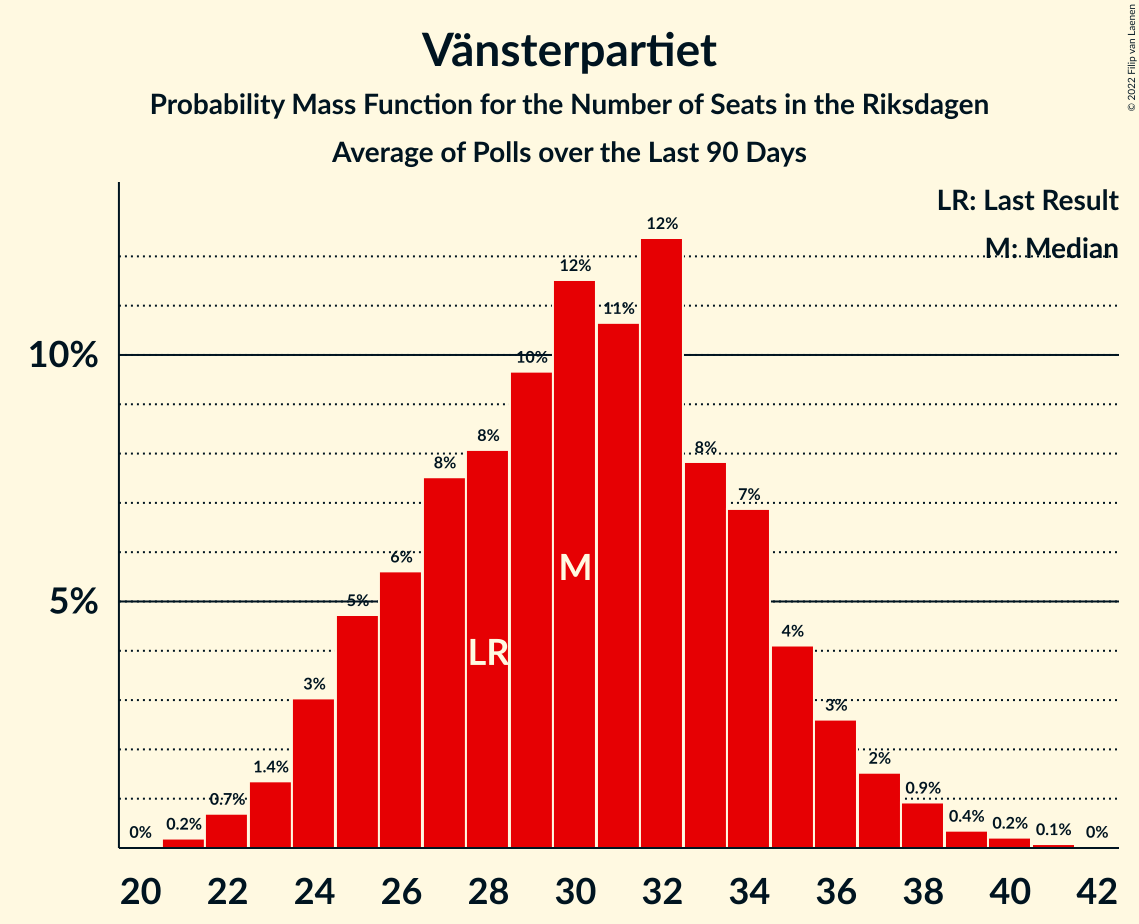 Vänsterpartiet
Probability Mass Function for the Number of Seats in the Riksdagen
Average of Polls over the Last 90 Days
© 2022 Filip van Laenen
LR: Last Result
M: Median
10%
5%
0%
0.2%
0.7%
1.4%
3%
5%
6%
8%
8%
10%
12%
11%
12%
8%
7%
4%
3%
2%
0.9%
0.4%
0.2%
0.1%
0%
LR
M
20 22 24 26 28 30 32 34 36 38 40 42